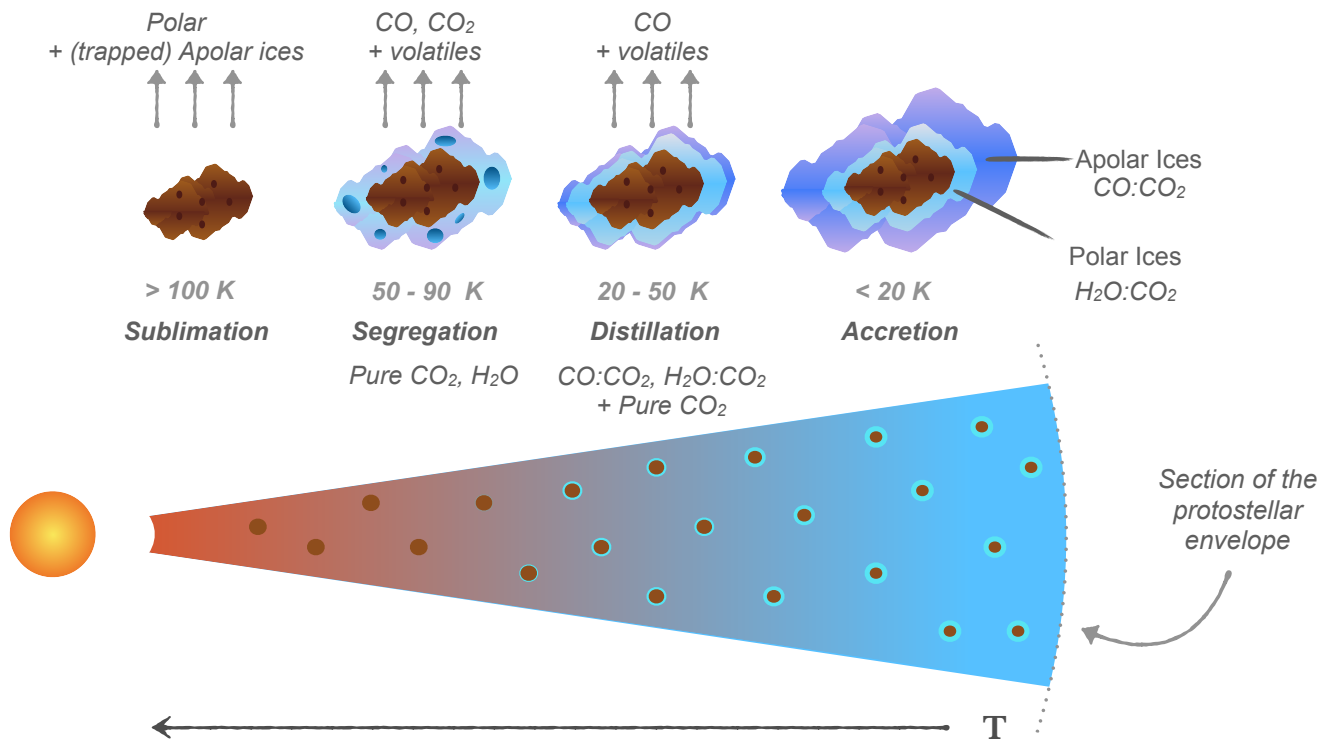 Polar
+ (trapped) Apolar ices
CO, CO₂
+ volatiles
CO
+ volatiles
Apolar Ices
CO:CO₂
Polar Ices
H₂O:CO₂
> 100 K
Sublimation
50 - 90 K
Segregation
Pure CO₂, H₂O
20 - 50 K
Distillation
CO:CO₂, H₂O:CO₂
+ Pure CO₂
< 20 K
Accretion
Section of the
protostellar
envelope
T